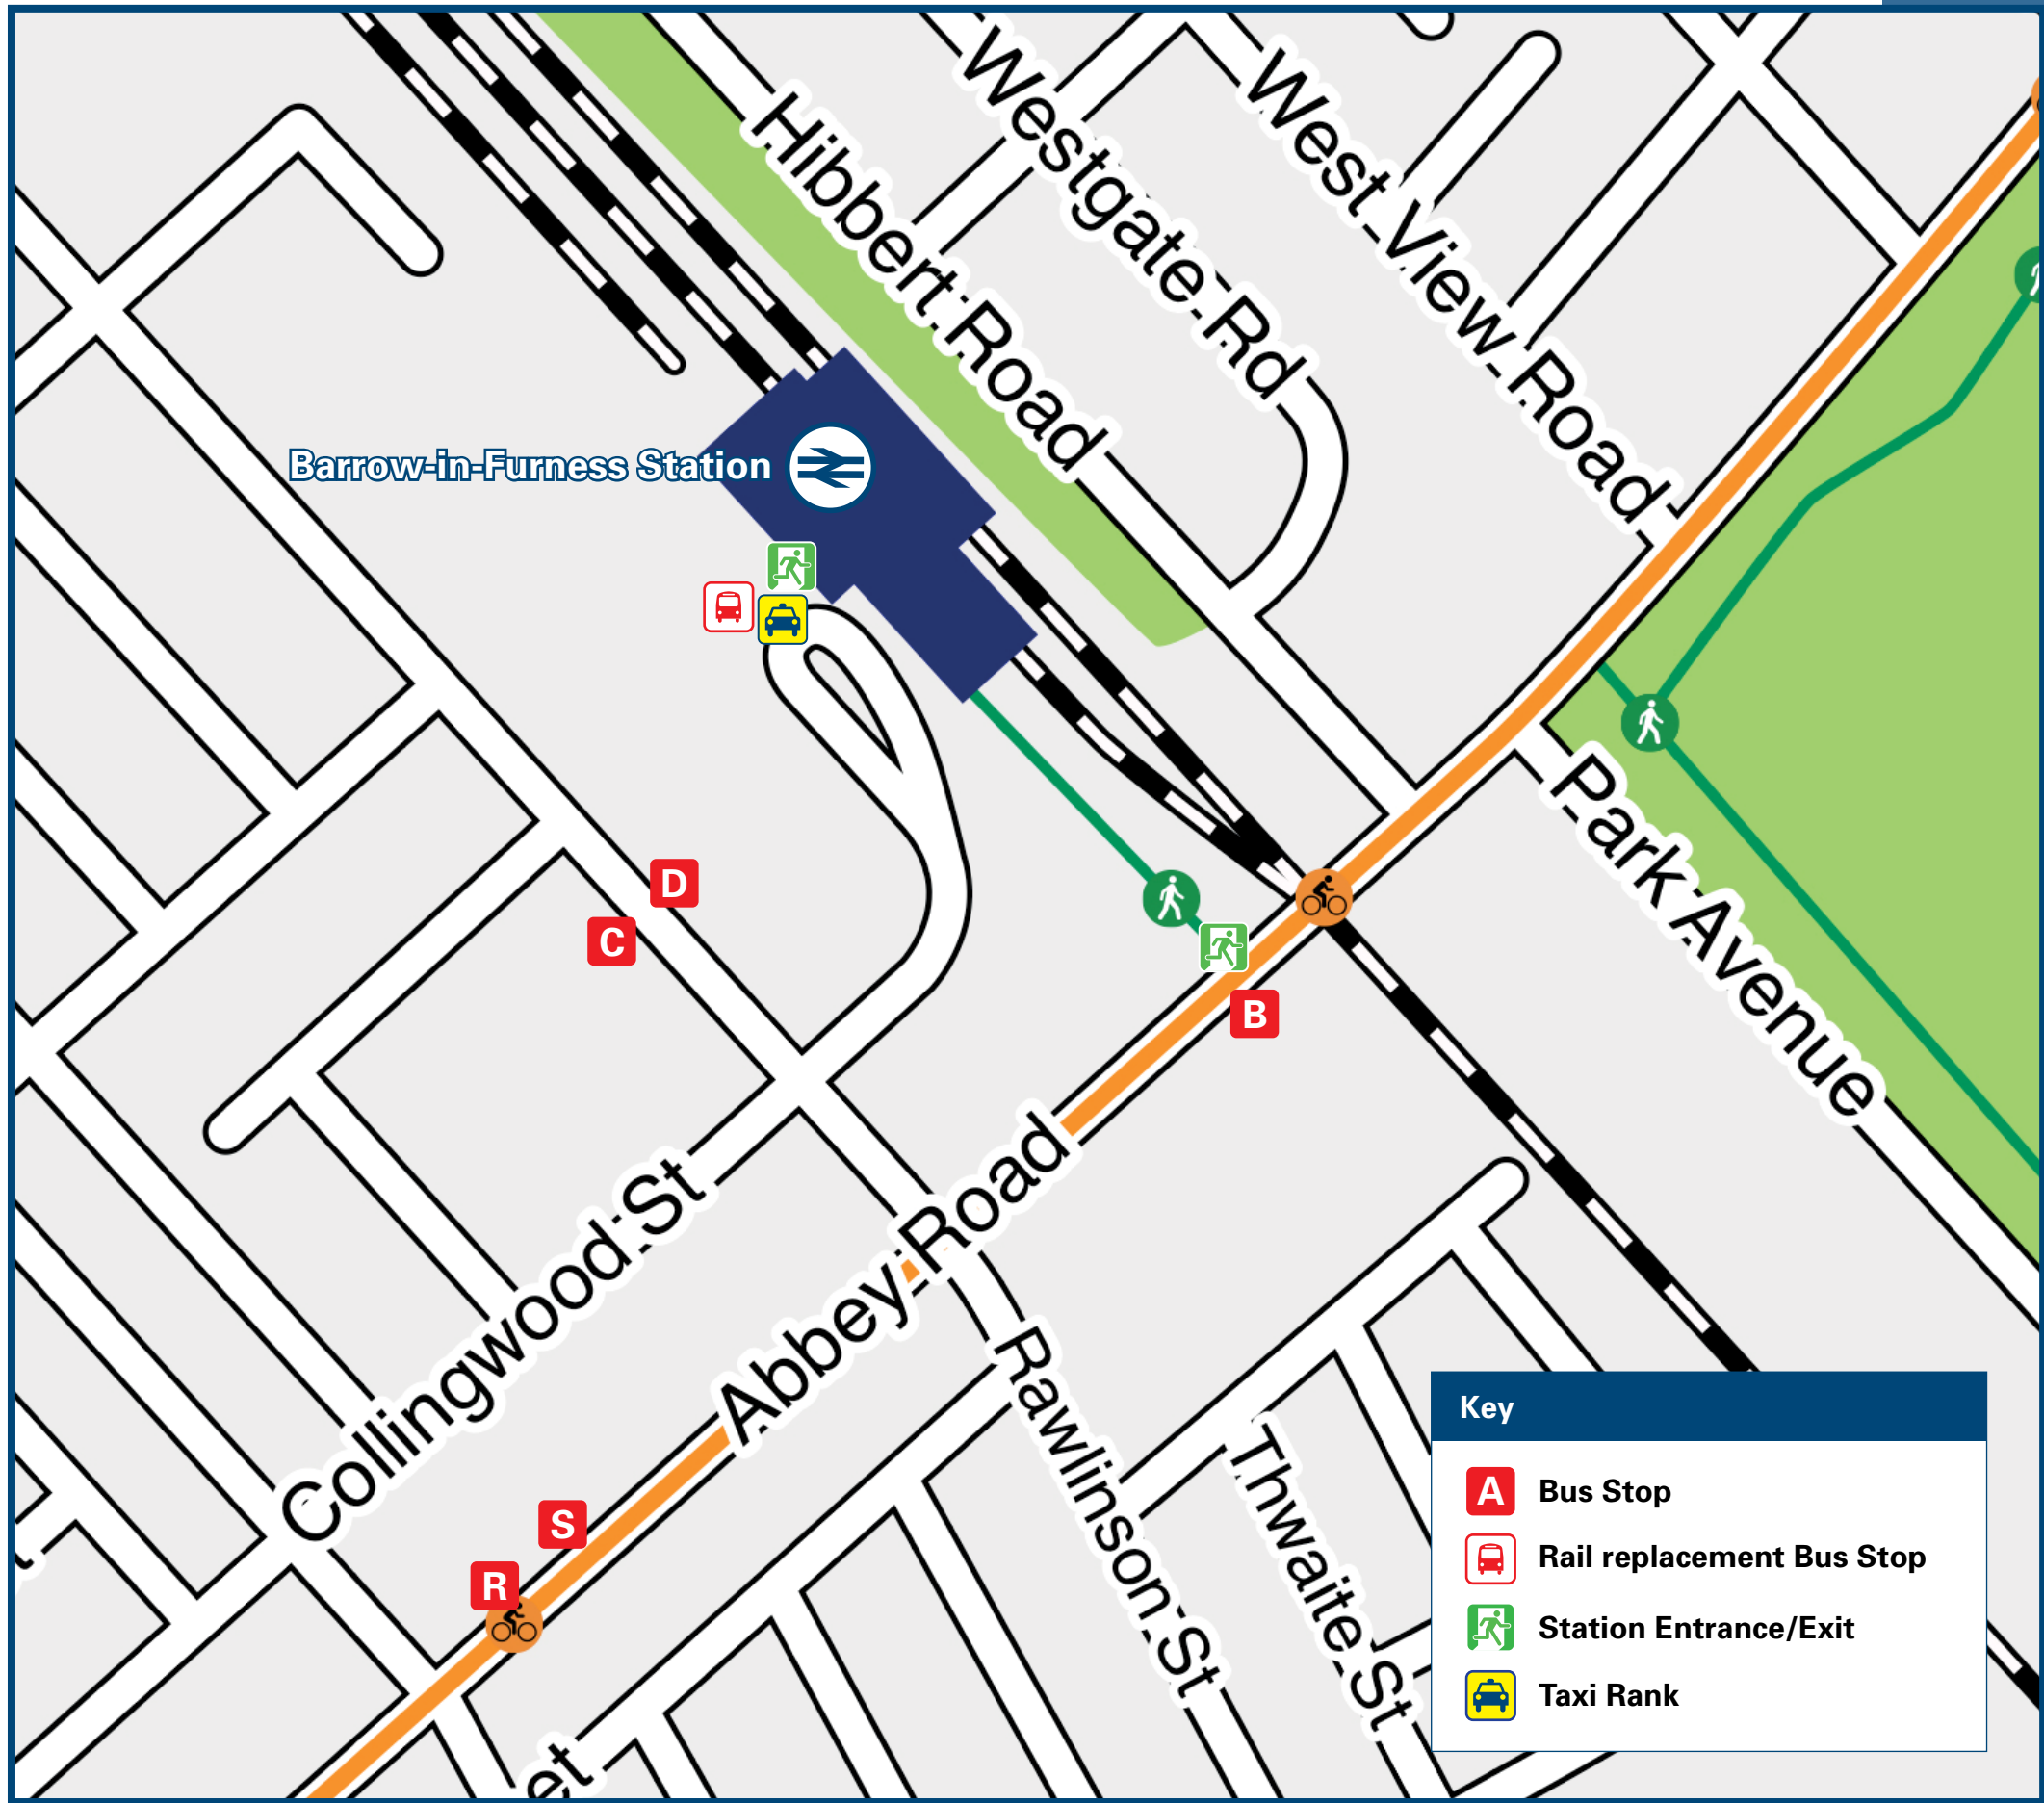 Westgate Rd
West View Road
Hibbert Road
Barrow-in-Furness Station
Park Avenue
D
C
B
Collingwood St
Abbey Road
Rawlinson St
Thwaite St
S
R
et
Key
A Bus Stop
Rail replacement Bus Stop
Station Entrance/Exit
Taxi Rank